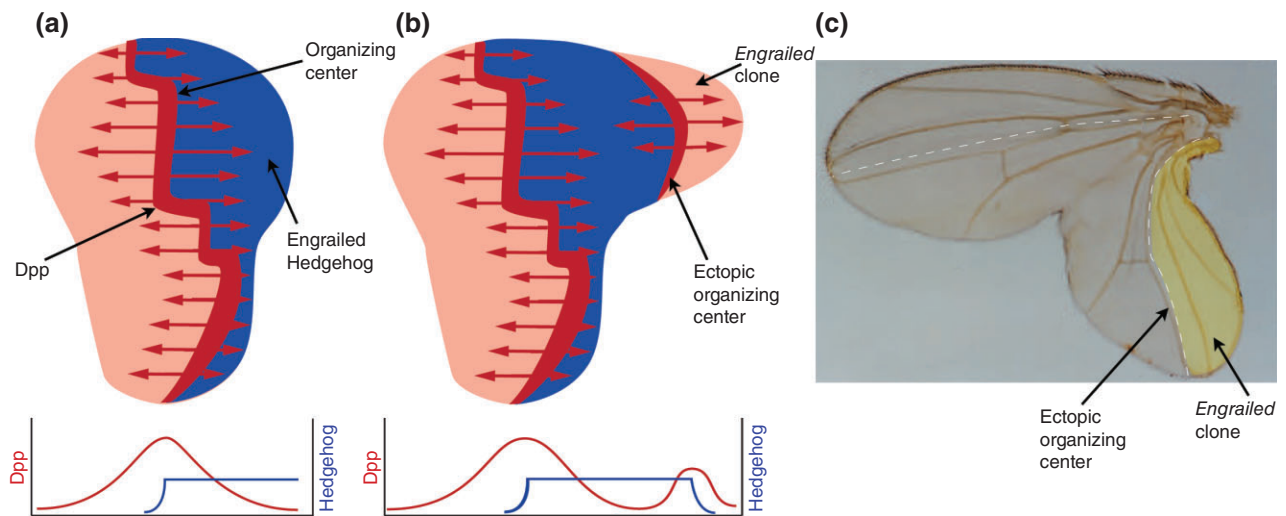 (a)
Organizing
center
Dpp
Engrailed
Hedgehog
Dpp
Hedgehog
(b)
Engrailed
clone
Ectopic
organizing
center
Dpp
Hedgehog
(c)
Ectopic
organizing
center
Engrailed
clone